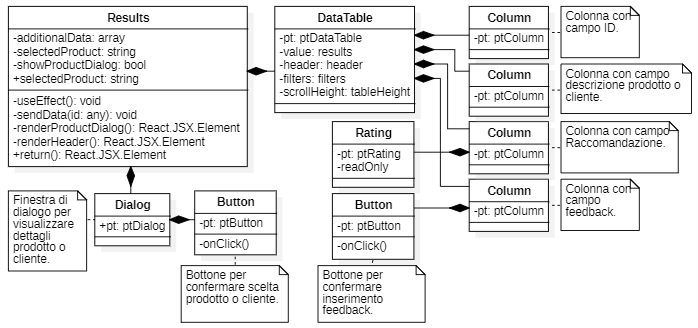 Results
-additionalData: array
-selectedProduct: string
-showProductDialog: bool
+selectedProduct: string
-useEffect(): void
-sendData(id: any): void
-renderProductDialog(): React.JSX.Element
-renderHeader(): React.JSX.Element
+return(): React.JSX.Element
DataTable
-pt: ptDataTable
-value: results
-header: header
-filters: filters
-scrollHeight: tableHeight
Column
-pt: ptColumn
Colonna con
campo ID.
Column
-pt: ptColumn
Colonna con campo
descrizione prodotto o
cliente.
Rating
-pt: ptRating
-readOnly
Column
-pt: ptColumn
Colonna con campo
Raccomandazione.
Column
-pt: ptColumn
Colonna con
campo
feedback.
Finestra di
dialogo per
visualizzare
dettagli
prodotto o
cliente.
Dialog
+pt: ptDialog
Button
-pt: ptButton
-onClick()
Button
-pt: ptButton
-onClick()
Bottone per
confermare scelta
prodotto o cliente.
Bottone per
confermare
inserimento
feedback.